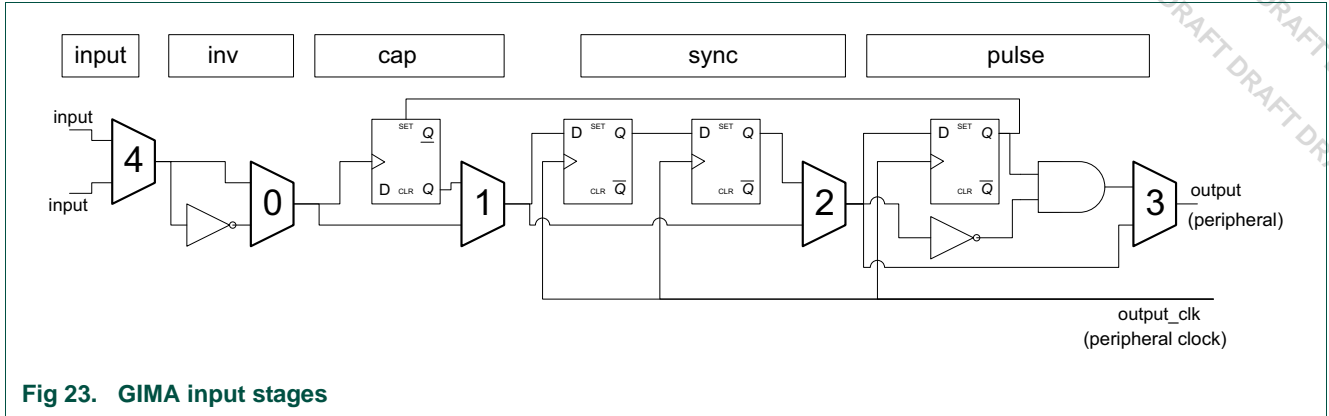 DRAFT
DRAFT DRAFT
input
inv
cap
sync
pulse
input
input
4
0
SET
Q
D
CLR
Q
1
D
SET
Q
CLR
Q
D
SET
Q
CLR
Q
2
D
SET
Q
CLR
Q
3
output
(peripheral)
output_clk
(peripheral clock)
Fig 23. GIMA input stages